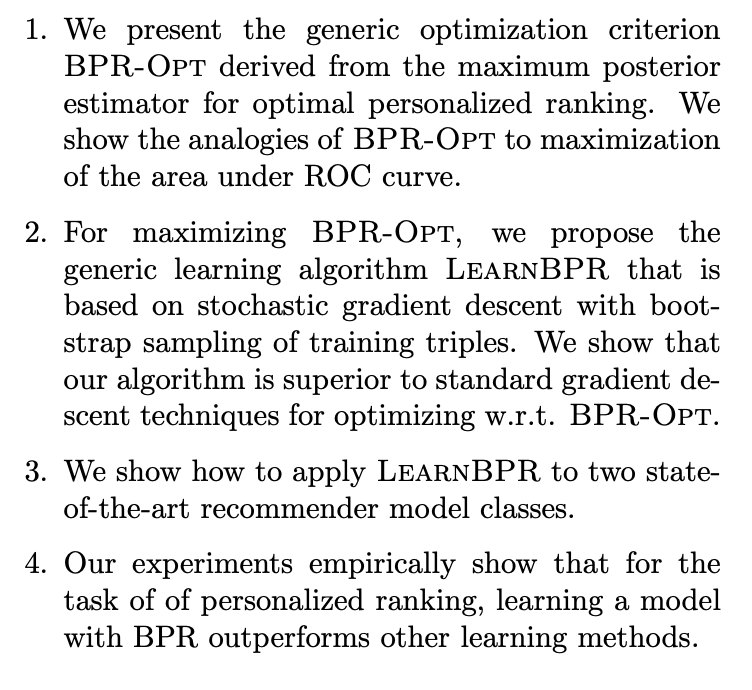 1. We present the generic optimization criterion
BPR-OPT derived from the maximum posterior
estimator for optimal personalized ranking. We
show the analogies of BPR-OPT to maximization
of the area under ROC curve.
2. For maximizing BPR-OPT, we propose the
generic learning algorithm LEARNBPR that is
based on stochastic gradient descent with boot-
strap sampling of training triples. We show that
our algorithm is superior to standard gradient de-
scent techniques for optimizing w.r.t. BPR-OPT.
3. We show how to apply LEARNBPR to two state-
of-the-art recommender model classes.
4. Our experiments empirically show that for the
task of of personalized ranking, learning a model
with BPR outperforms other learning methods.